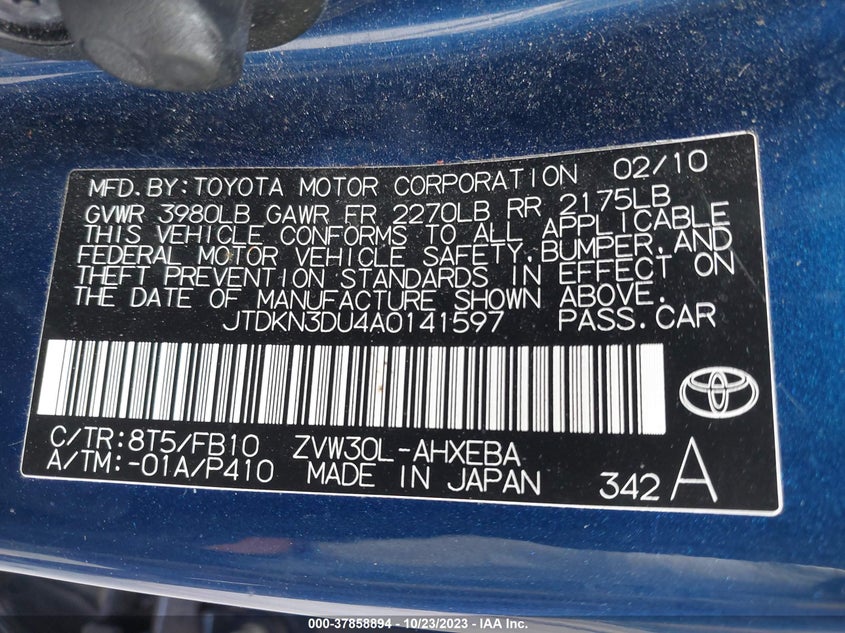 MFD.BY:TOYOTA MOTOR CORPORATION 02/10
GVWR 3980LB GAWR FR 2270LB RR 2175LB
THIS VEHICLE CONFORMS TO ALL APPLICABLE
FEDERAL MOTOR VEHICLE SAFETY,BUMPER,AND
THEFT PREVENTION STANDARDS IN EFFECT ON
THE DATE OF MANUFACTURE SHOWN ABOVE.
JTDKN3DU4A0141597 PASS.CAR
C/TR:8T5/FB10 ZVW30L-AHXEBA
A/TM:-01A/P410 MADE IN JAPAN 342 A
000-37858894 - 10/23/2023 - IAA Inc.